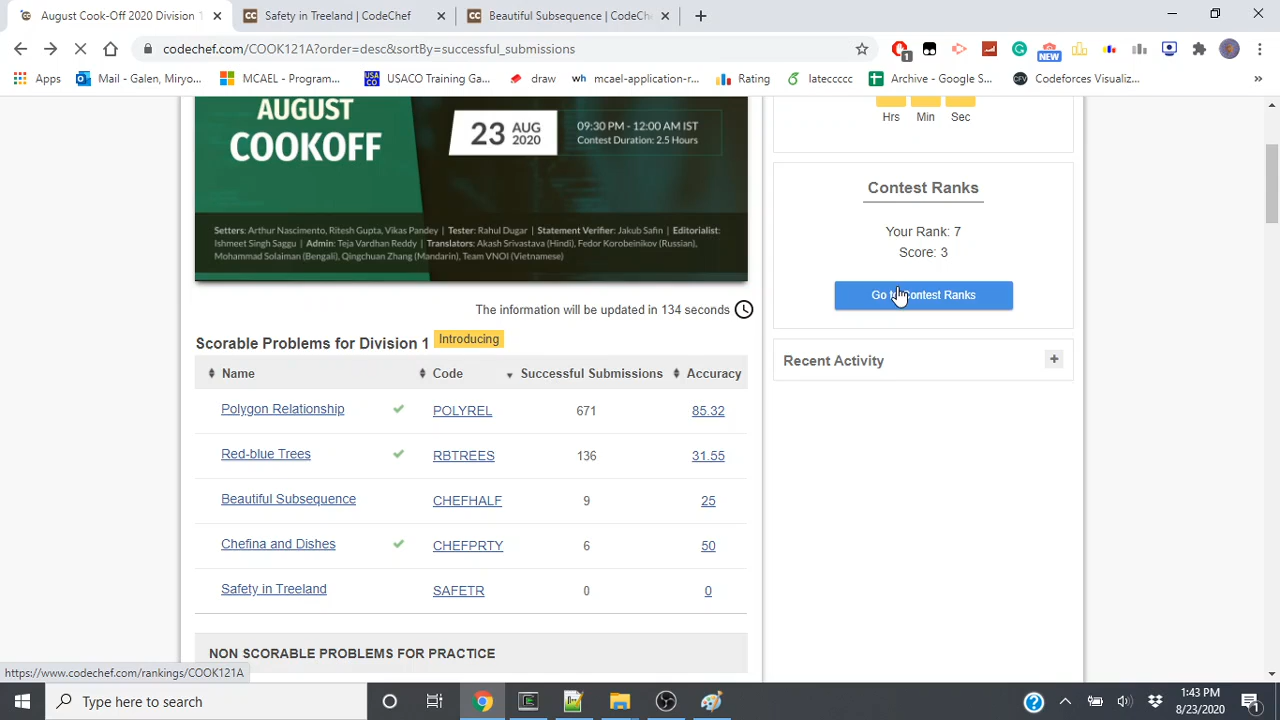 August Cook-Off 2020 Division
Safety in Treeland | CodeChef
Beautiful Subsequence | CodeChe
codechef.com/COOK121A?order=desc&sortBy=successful_submissions
1
NEW
Apps
Mail - Galen, Miryo...
MCAEL - Program...
USACO Training Ga...
draw
mcael-application-r...
Rating
lateccccc
Archive - Google S...
Codeforces Visualiz...
»
AUGUST
COOKOFF
23 AUG 2020
09:30 PM - 12:00 AM IST
Contest Duration: 2.5 Hours
Setters: Arthur Nascimento, Ritesh Gupta, Vikas Pandey | Tester: Rahul Dugar | Statement Verifier: Jakub Safin | Editorialist:
Ishmeet Singh Saggu | Admin: Teja Vardhan Reddy | Translators: Akash Srivastava (Hindi), Fedor Korobeinikov (Russian),
Mohammad Solaiman (Bengali), Qingchuan Zhang (Mandarin), Team VNOI (Vietnamese)
Hrs Min Sec
Contest Ranks
Your Rank: 7
Score: 3
Go to Contest Ranks
Recent Activity +
The information will be updated in 134 seconds
Scorable Problems for Division 1 Introducing
Name Code Successful Submissions Accuracy
Polygon Relationship POLYREL 671 85.32
Red-blue Trees RBTREES 136 31.55
Beautiful Subsequence CHEFHALF 9 25
Chefina and Dishes CHEFPRTY 6 50
Safety in Treeland SAFETR 0 0
NON SCORABLE PROBLEMS FOR PRACTICE
https://www.codechef.com/rankings/COOK121A
Type here to search
1:43 PM
8/23/2020
1